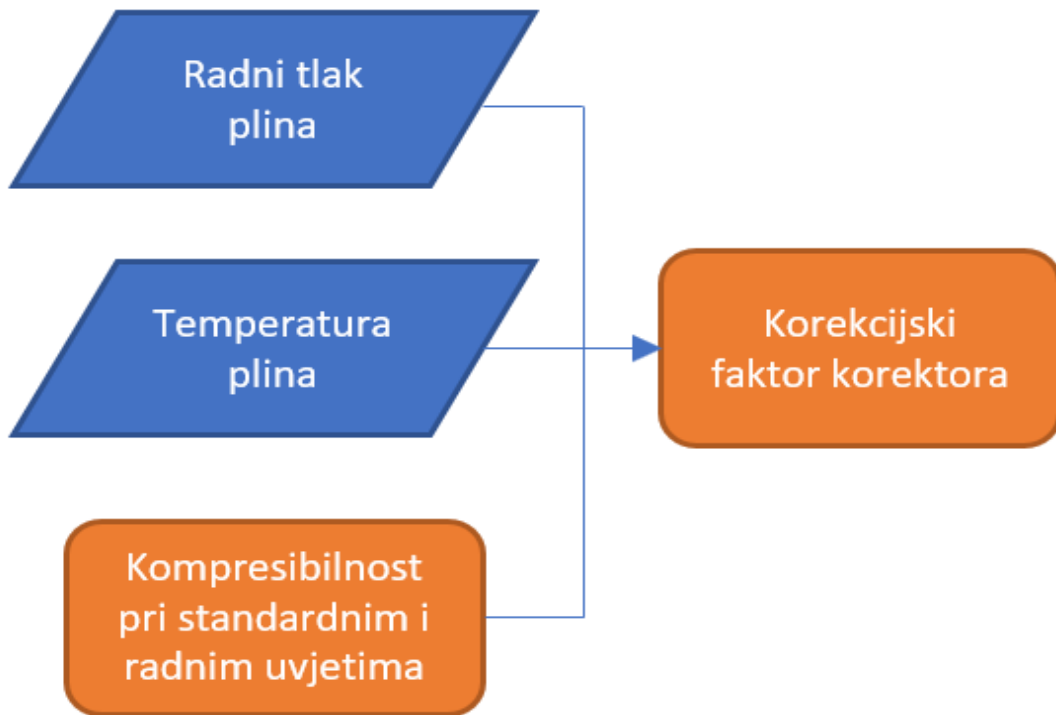 Radni tlak
plina
Temperatura
plina
Korekcijski
faktor korektora
Kompresibilnost
pri standardnim i
radnim uvjetima